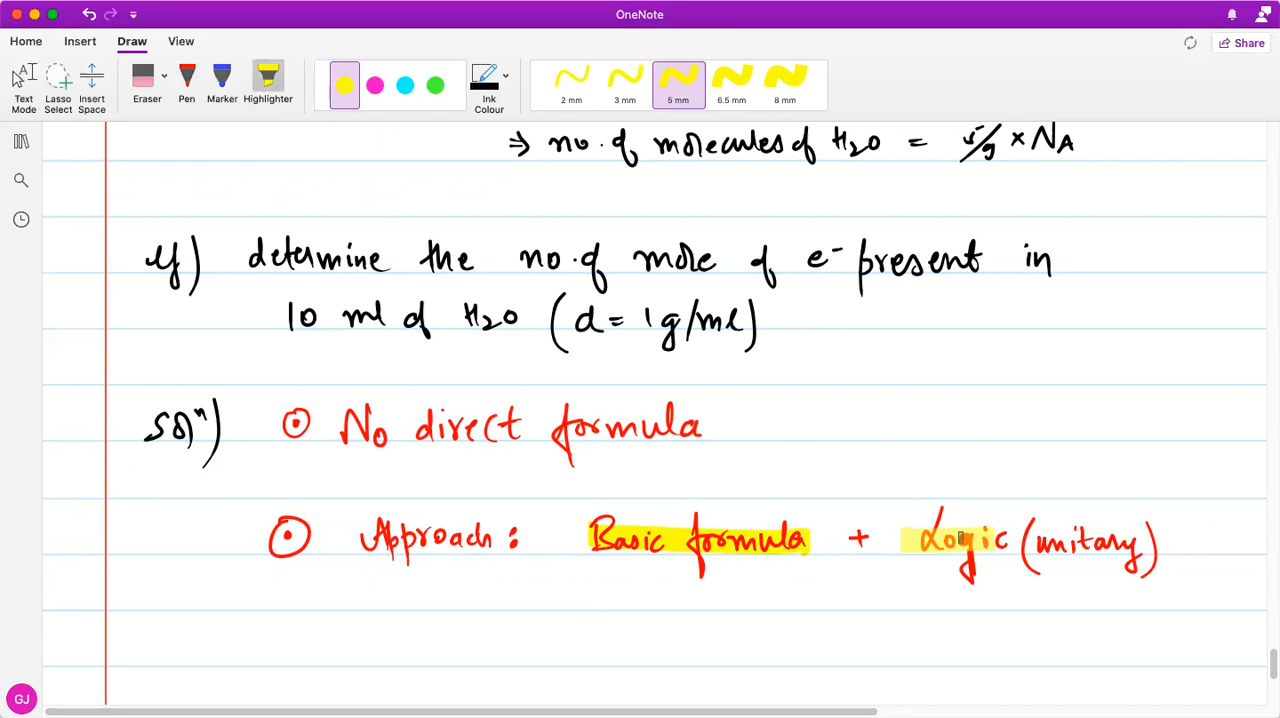 OneNote
Home Insert Draw View
Share
Text Mode
Lasso Select
Insert Space
Eraser
Pen
Marker
Highlighter
Ink Colour
2 mm 3 mm 5 mm 6.5 mm 8 mm
⇒ no. of molecules of H2O = 5/9 × NA
determine the no. of mole of e- present in
10 ml of H2O (d = 1g/ml)
Solⁿ) ⊙ No direct formula
⊙ Approach: Basic formula + Logic (unitary)
GJ